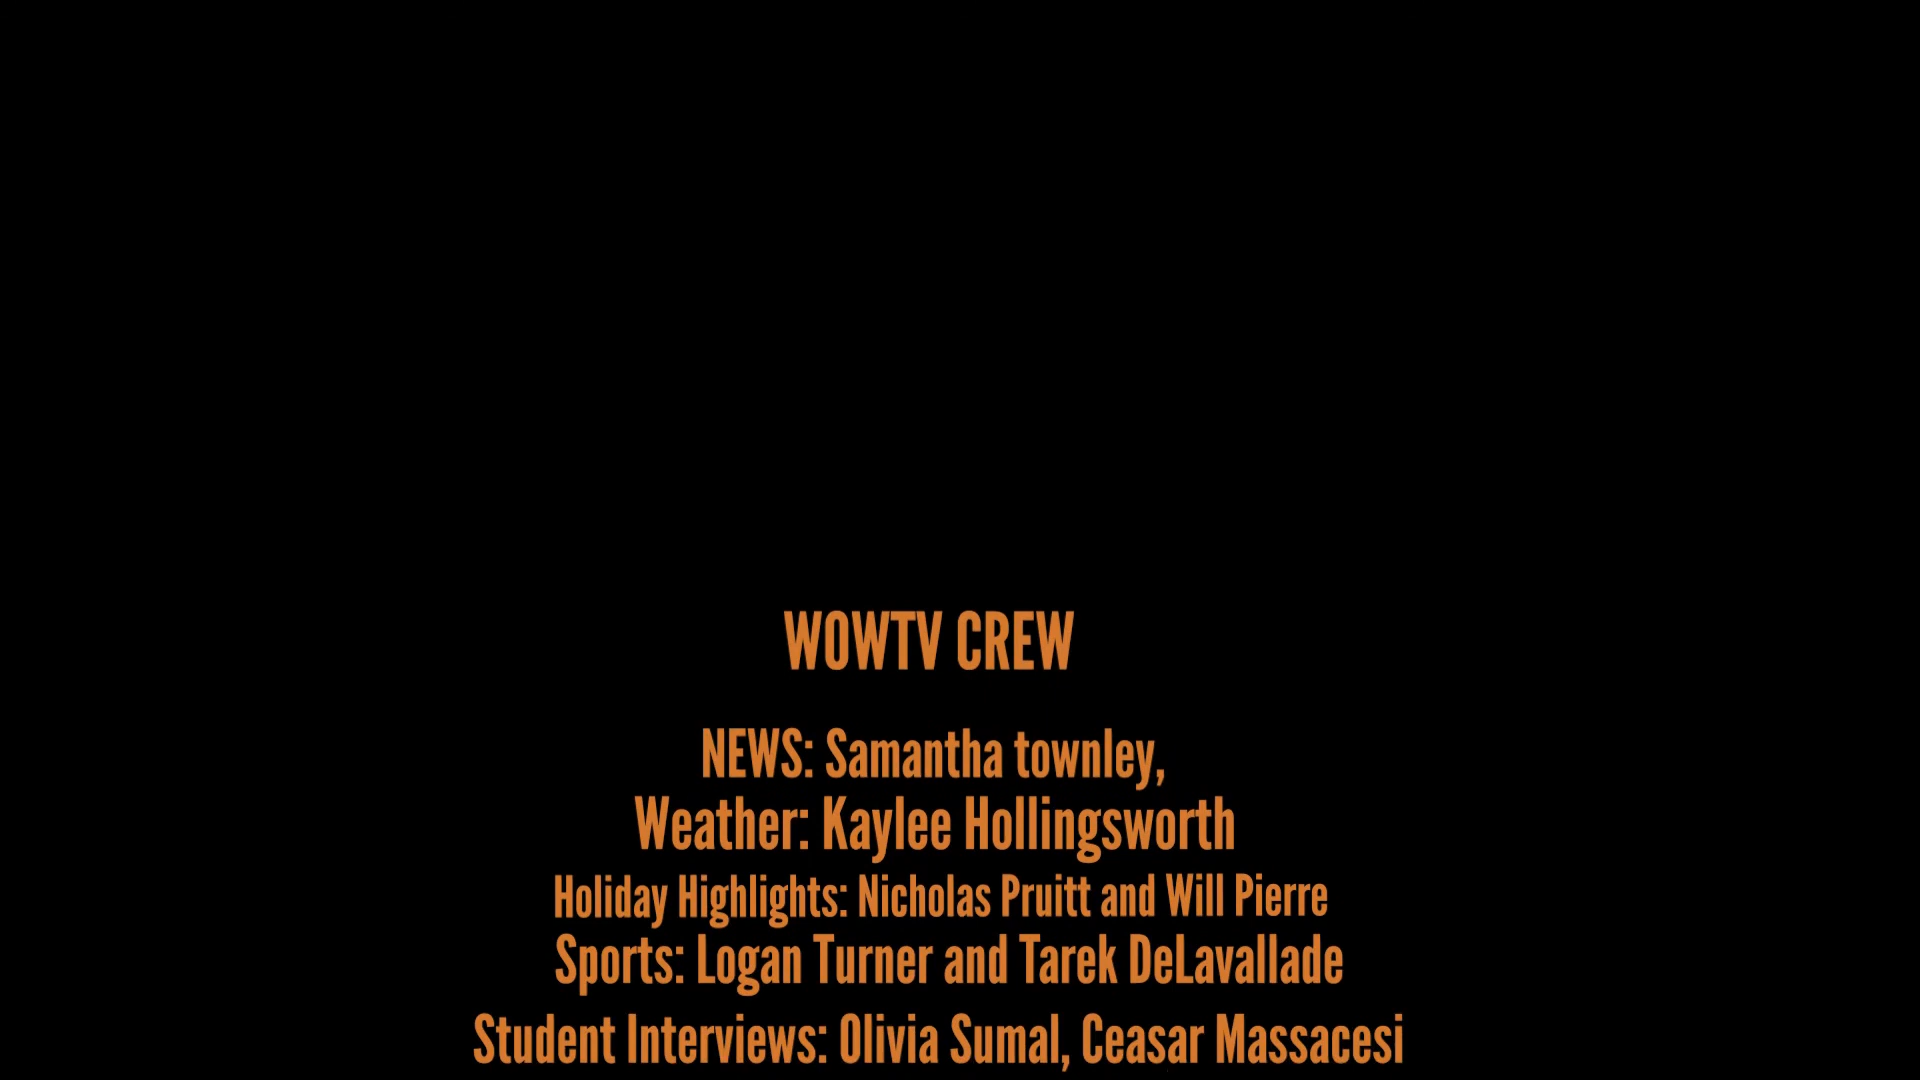 WOWTV CREW
NEWS: Samantha townley,
Weather: Kaylee Hollingsworth
Holiday Highlights: Nicholas Pruitt and Will Pierre
Sports: Logan Turner and Tarek DeLavallade
Student Interviews: Olivia Sumal, Ceasar Massacesi